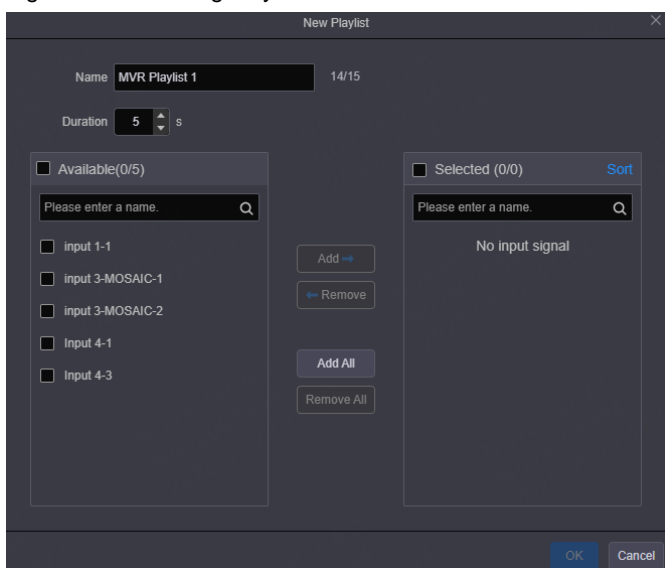 New Playlist
Name MVR Playlist 1 14/15
Duration 5 s
Available(0/5)
Please enter a name.
input 1-1
input 3-MOSAIC-1
input 3-MOSAIC-2
Input 4-1
Input 4-3
Add
Remove
Add All
Remove All
Selected (0/0) Sort
Please enter a name.
No input signal
OK Cancel